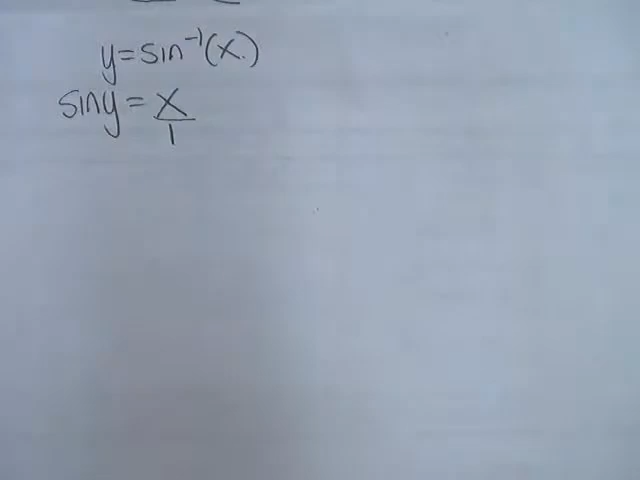 y = sin⁻¹(x)
sin y = x/1